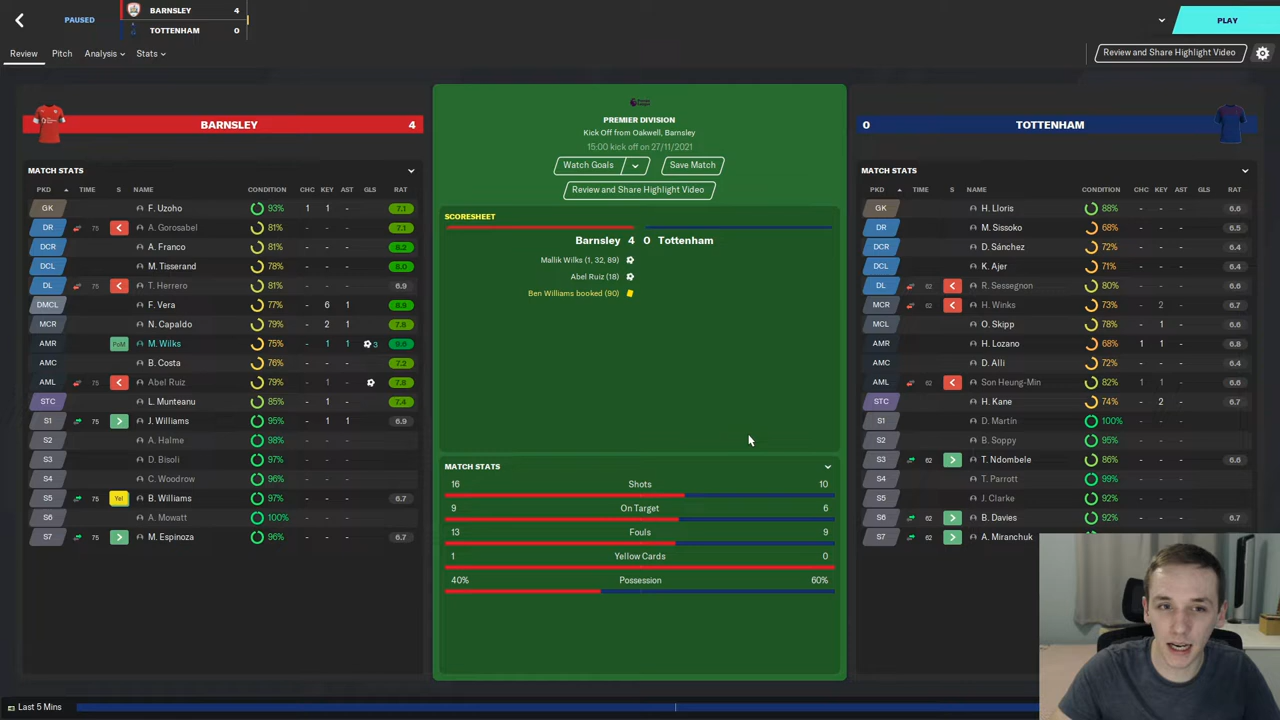 PAUSED
BARNSLEY 4
TOTTENHAM 0
PLAY
Review Pitch Analysis Stats
Review and Share Highlight Video
BARNSLEY 4
MATCH STATS
PKD TIME S NAME CONDITION CHC KEY AST GLS RAT
GK F. Uzoho 93% 1 1 - 7.1
DR 75 A. Gorosabel 81% - - - 7.1
DCR A. Franco 81% - - - 8.2
DCL M. Tisserand 78% - - - 8.0
DL 75 T. Herrero 81% - - - 6.9
DMCL F. Vera 77% - 6 1 8.9
MCR N. Capaldo 79% - 2 1 7.8
AMR PoM M. Wilks 75% - 1 1 3 9.6
AMC B. Costa 76% - - - 7.2
AML 75 Abel Ruiz 79% - 1 - 7.8
STC L. Munteanu 85% - 1 - 7.4
S1 75 J. Williams 95% - 1 1 6.9
S2 A. Halme 98%
S3 D. Bisoli 97%
S4 C. Woodrow 96%
S5 75 Yel B. Williams 97% - - - 6.7
S6 A. Mowatt 100%
S7 75 M. Espinoza 96% - - - 6.7
PREMIER DIVISION
Kick Off from Oakwell, Barnsley
15:00 kick off on 27/11/2021
Watch Goals Save Match
Review and Share Highlight Video
SCORESHEET
Barnsley 4 0 Tottenham
Mallik Wilks (1, 32, 89)
Abel Ruiz (18)
Ben Williams booked (90)
MATCH STATS
16 Shots 10
9 On Target 6
13 Fouls 9
1 Yellow Cards 0
40% Possession 60%
0 TOTTENHAM
MATCH STATS
PKD TIME S NAME CONDITION CHC KEY AST GLS RAT
GK H. Lloris 88% - - - 6.6
DR M. Sissoko 68% - - - 6.5
DCR D. Sánchez 72% - - - 6.4
DCL K. Ajer 71% - - - 6.4
DL 62 R. Sessegnon 80% - - - 6.6
MCR 62 H. Winks 73% - 2 - 6.7
MCL O. Skipp 78% - 1 - 6.6
AMR H. Lozano 68% 1 1 - 6.8
AMC D. Alli 72% - - - 6.4
AML 62 Son Heung-Min 82% 1 1 - 6.6
STC H. Kane 74% - 2 - 6.7
S1 D. Martín 100%
S2 B. Soppy 95%
S3 62 T. Ndombele 86% - - - 6.6
S4 T. Parrott 99%
S5 J. Clarke 92%
S6 62 B. Davies 92% - - - 6.7
S7 62 A. Miranchuk
Last 5 Mins